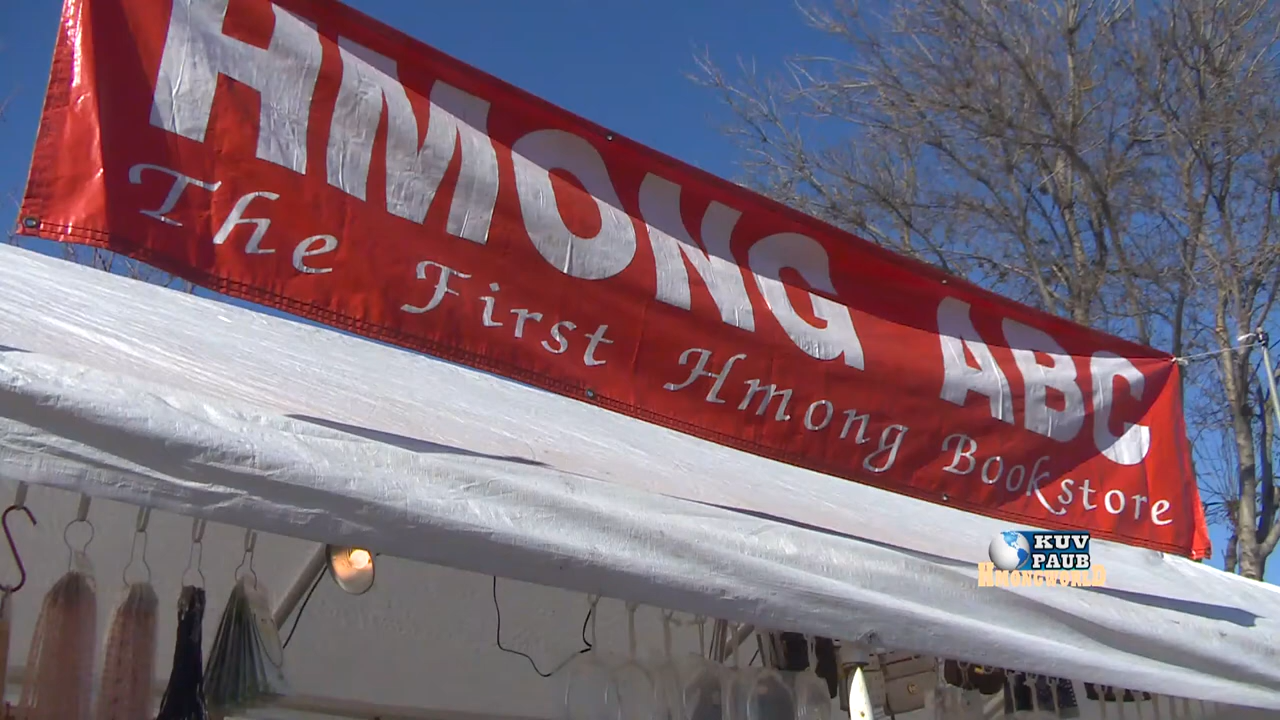 HMONG ABC
The First Hmong Bookstore
KUV
PAUB
HMONGWORLD